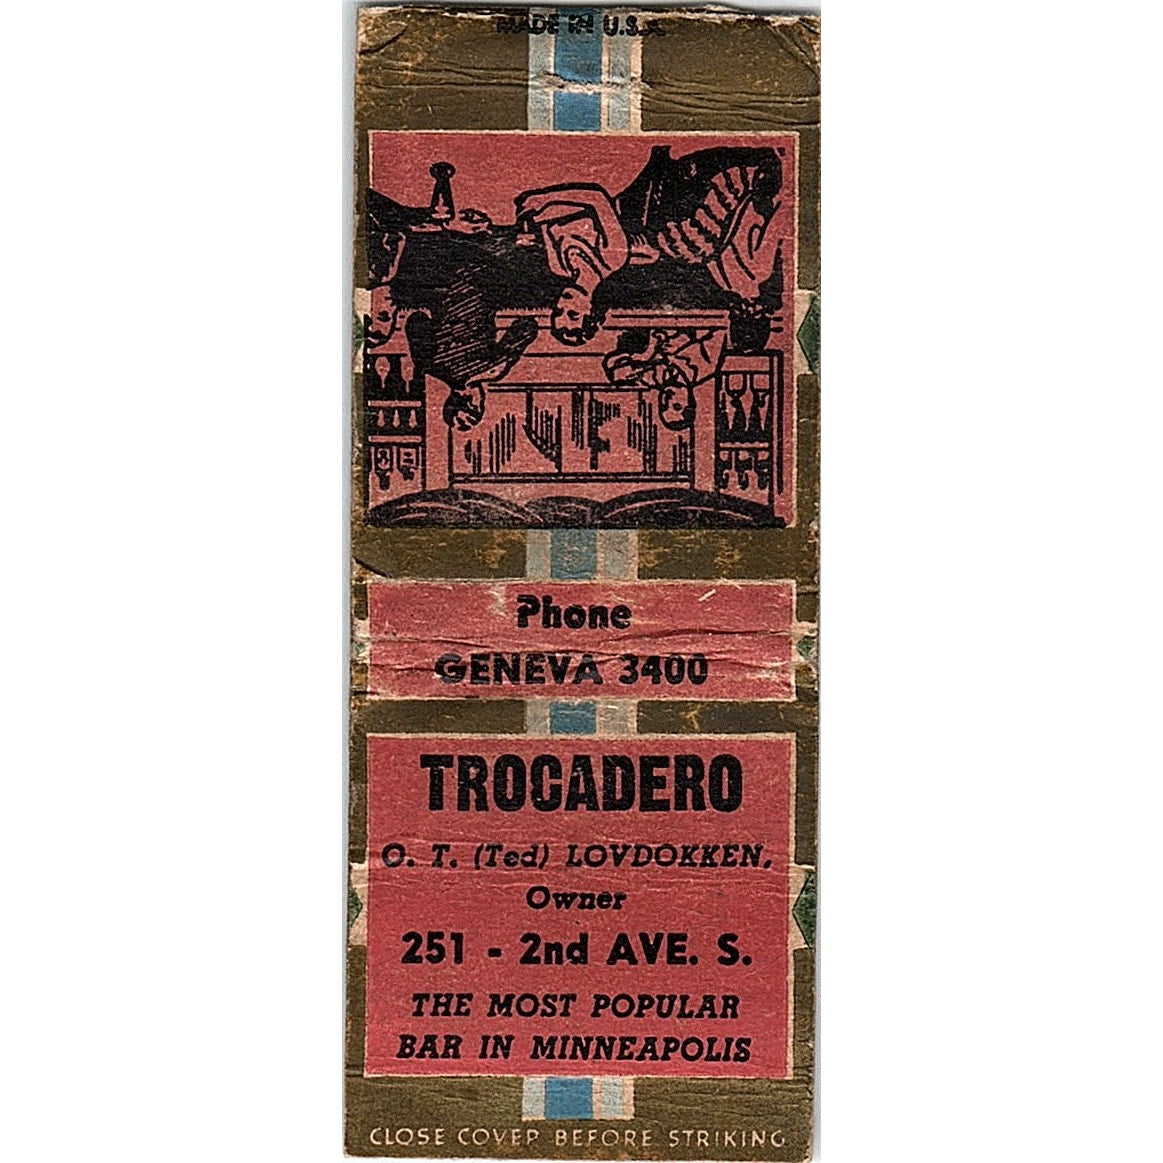 MADE IN U.S.A.
Phone
GENEVA 3400
TROCADERO
O. T. (Ted) LOVDOKKEN,
Owner
251 - 2nd AVE. S.
THE MOST POPULAR
BAR IN MINNEAPOLIS
CLOSE COVER BEFORE STRIKING